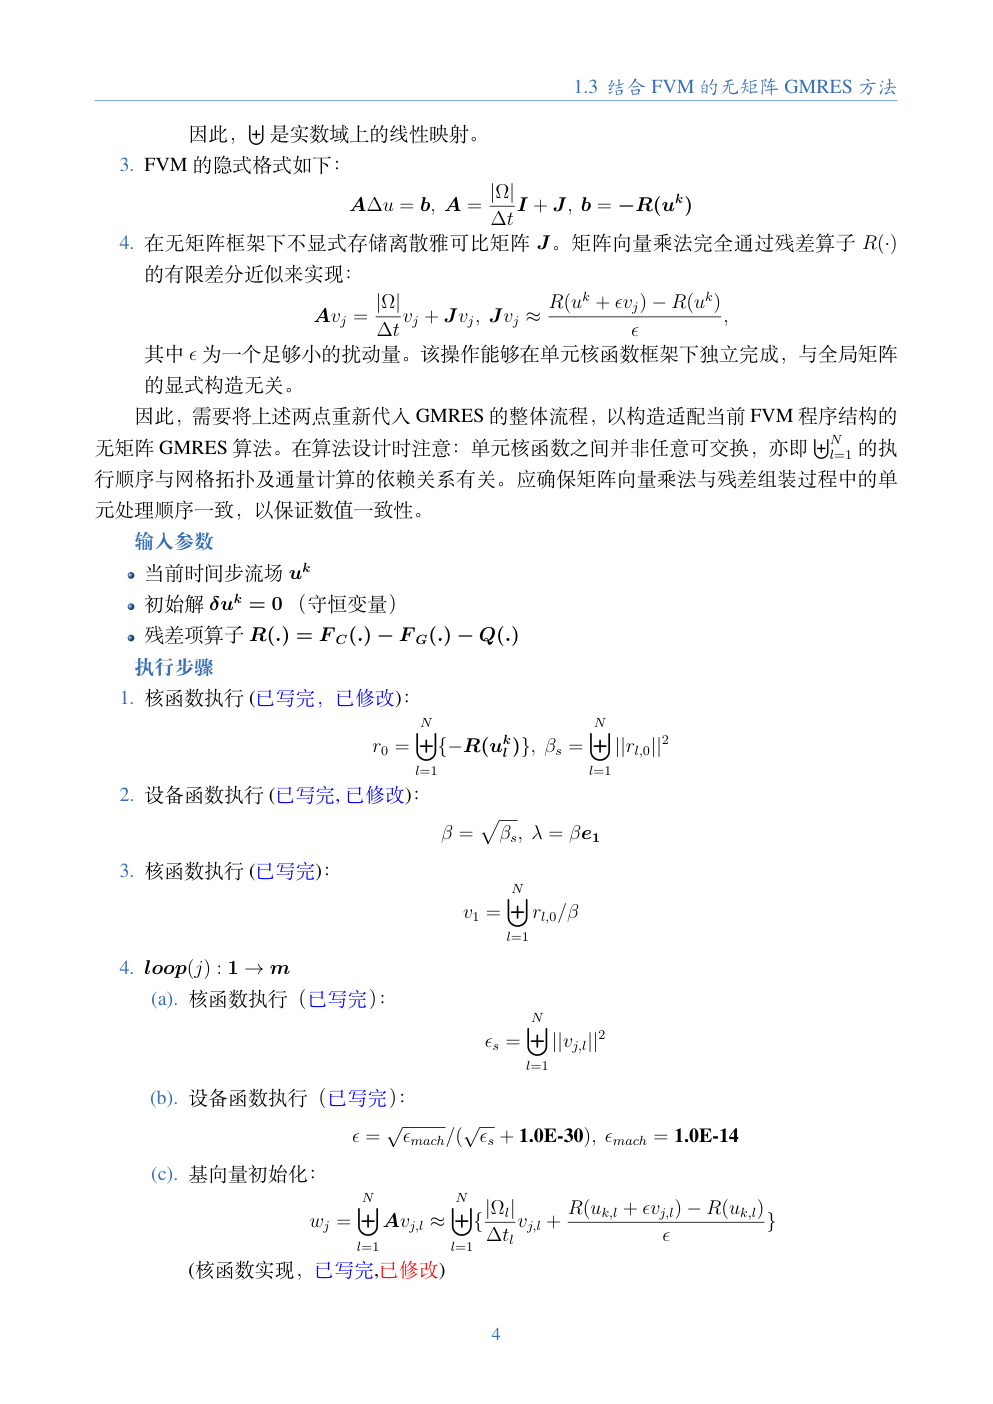 1.3 结合 FVM 的无矩阵 GMRES 方法
因此，⨄ 是实数域上的线性映射。
3. FVM 的隐式格式如下：
AΔu = b, A = |Ω|/Δt I + J, b = −R(u^k)
4. 在无矩阵框架下不显式存储离散雅可比矩阵 J。矩阵向量乘法完全通过残差算子 R(·)
的有限差分近似来实现：
Av_j = |Ω|/Δt v_j + Jv_j, Jv_j ≈ (R(u^k + ϵv_j) − R(u^k))/ϵ,
其中 ϵ 为一个足够小的扰动量。该操作能够在单元核函数框架下独立完成，与全局矩阵
的显式构造无关。
因此，需要将上述两点重新代入 GMRES 的整体流程，以构造适配当前 FVM 程序结构的
无矩阵 GMRES 算法。在算法设计时注意：单元核函数之间并非任意可交换，亦即 ⨄_{l=1}^N 的执
行顺序与网格拓扑及通量计算的依赖关系有关。应确保矩阵向量乘法与残差组装过程中的单
元处理顺序一致，以保证数值一致性。
输入参数
• 当前时间步流场 u^k
• 初始解 δu^k = 0 （守恒变量）
• 残差项算子 R(.) = F_C(.) − F_G(.) − Q(.)
执行步骤
1. 核函数执行 (已写完，已修改)：
r_0 = ⨄_{l=1}^N {−R(u_l^k)}, β_s = ⨄_{l=1}^N ||r_{l,0}||^2
2. 设备函数执行 (已写完, 已修改)：
β = √β_s, λ = βe_1
3. 核函数执行 (已写完)：
v_1 = ⨄_{l=1}^N r_{l,0}/β
4. loop(j) : 1 → m
(a). 核函数执行（已写完）：
ϵ_s = ⨄_{l=1}^N ||v_{j,l}||^2
(b). 设备函数执行（已写完）：
ϵ = √ϵ_{mach}/(√ϵ_s + 1.0E-30), ϵ_{mach} = 1.0E-14
(c). 基向量初始化：
w_j = ⨄_{l=1}^N Av_{j,l} ≈ ⨄_{l=1}^N {|Ω_l|/Δt_l v_{j,l} + (R(u_{k,l} + ϵv_{j,l}) − R(u_{k,l}))/ϵ}
(核函数实现，已写完,已修改)
4